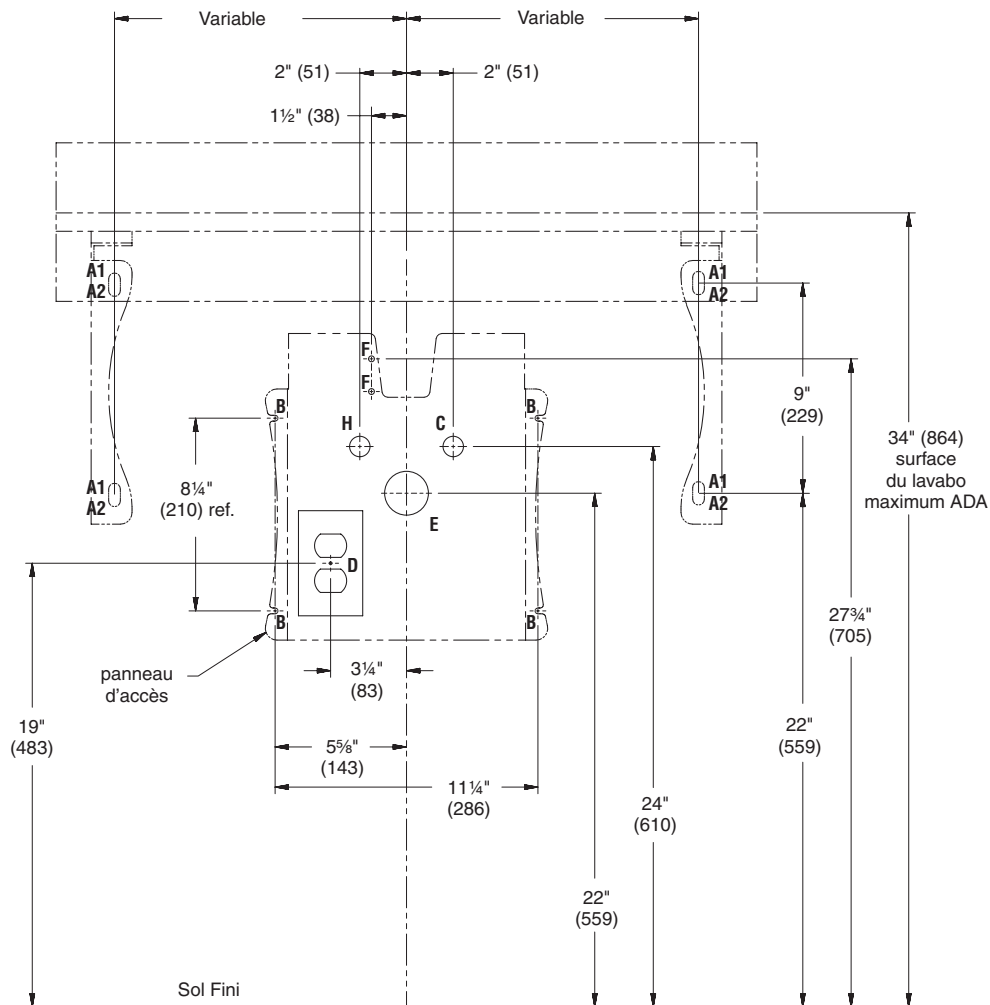 Variable
Variable
2" (51)
2" (51)
1½" (38)
A1
A2
A1
A2
F
F
B
B
H
C
9"
(229)
34" (864)
surface
du lavabo
maximum ADA
8¼"
(210) ref.
A1
A2
A1
A2
E
D
B
B
27¾"
(705)
panneau
d'accès
3¼"
(83)
19"
(483)
22"
(559)
5⅝"
(143)
11¼"
(286)
24"
(610)
22"
(559)
Sol Fini